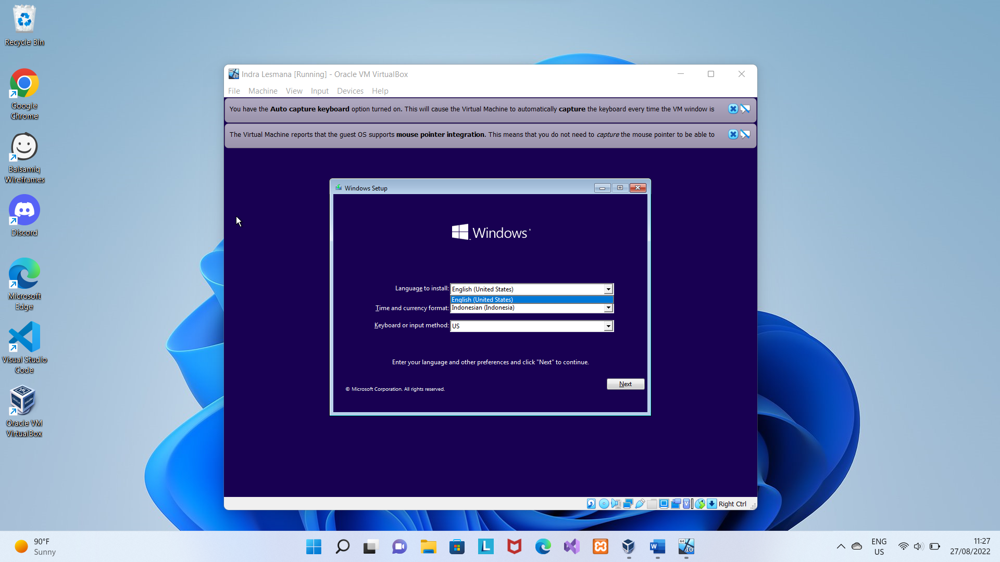 Recycle Bin
Google
Chrome
Balsamiq
Wireframes
Discord
Microsoft
Edge
Visual Studio
Code
Oracle VM
VirtualBox
Indra Lesmana [Running] - Oracle VM VirtualBox
File Machine View Input Devices Help
You have the Auto capture keyboard option turned on. This will cause the Virtual Machine to automatically capture the keyboard every time the VM window is
The Virtual Machine reports that the guest OS supports mouse pointer integration. This means that you do not need to capture the mouse pointer to be able to
Windows Setup
Windows
Language to install: English (United States)
English (United States)
Time and currency format: Indonesian (Indonesia)
Keyboard or input method: US
Enter your language and other preferences and click "Next" to continue.
© Microsoft Corporation. All rights reserved.
Next
Right Ctrl
90°F
Sunny
ENG
US
11:27
27/08/2022